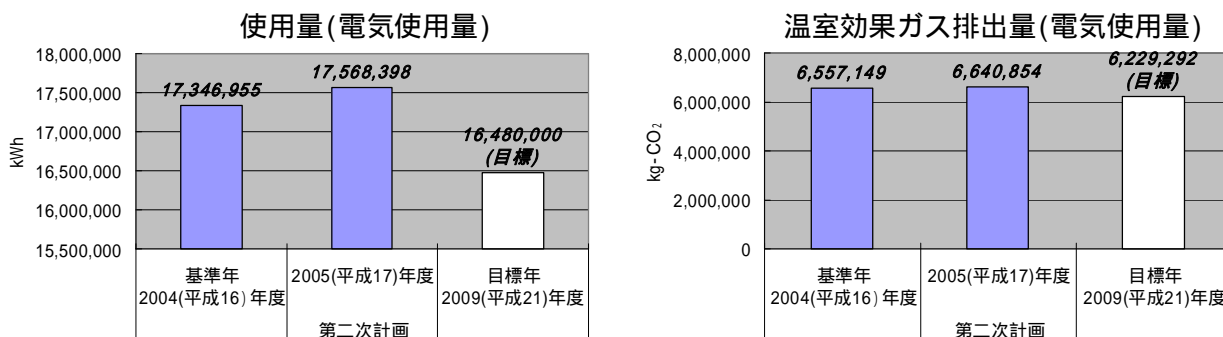 使用量(電気使用量)
18,000,000
17,500,000
17,000,000
16,500,000
16,000,000
15,500,000
kWh
17,346,955
17,568,398
16,480,000
(目標)
基準年
2004(平成16)年度
2005(平成17)年度
目標年
2009(平成21)年度
第二次計画
温室効果ガス排出量(電気使用量)
8,000,000
6,000,000
4,000,000
2,000,000
0
kg-CO₂
6,557,149
6,640,854
6,229,292
(目標)
基準年
2004(平成16)年度
2005(平成17)年度
目標年
2009(平成21)年度
第二次計画